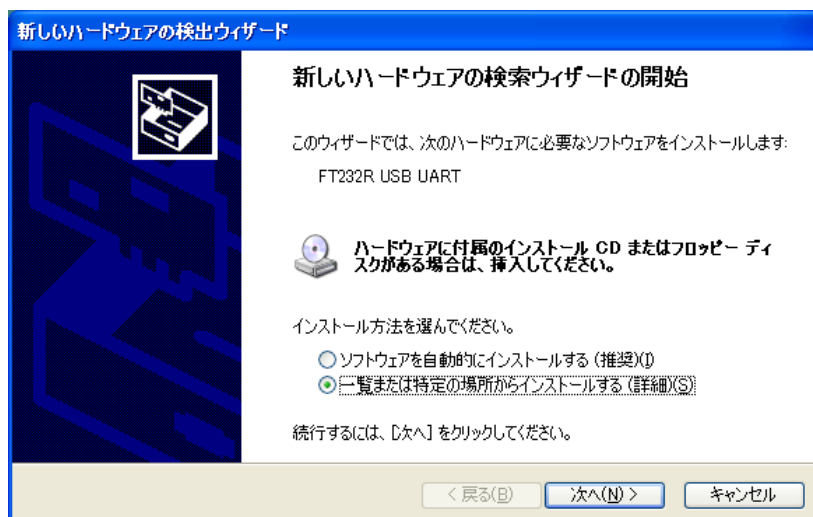 新しいハードウェアの検出ウィザード
新しいハードウェアの検索ウィザードの開始
このウィザードでは、次のハードウェアに必要なソフトウェアをインストールします:
FT232R USB UART
ハードウェアに付属のインストール CD またはフロッピー ディ
スクがある場合は、挿入してください。
インストール方法を選んでください。
ソフトウェアを自動的にインストールする (推奨)(I)
一覧または特定の場所からインストールする (詳細)(S)
続行するには、[次へ] をクリックしてください。
< 戻る(B) 次へ(N) > キャンセル